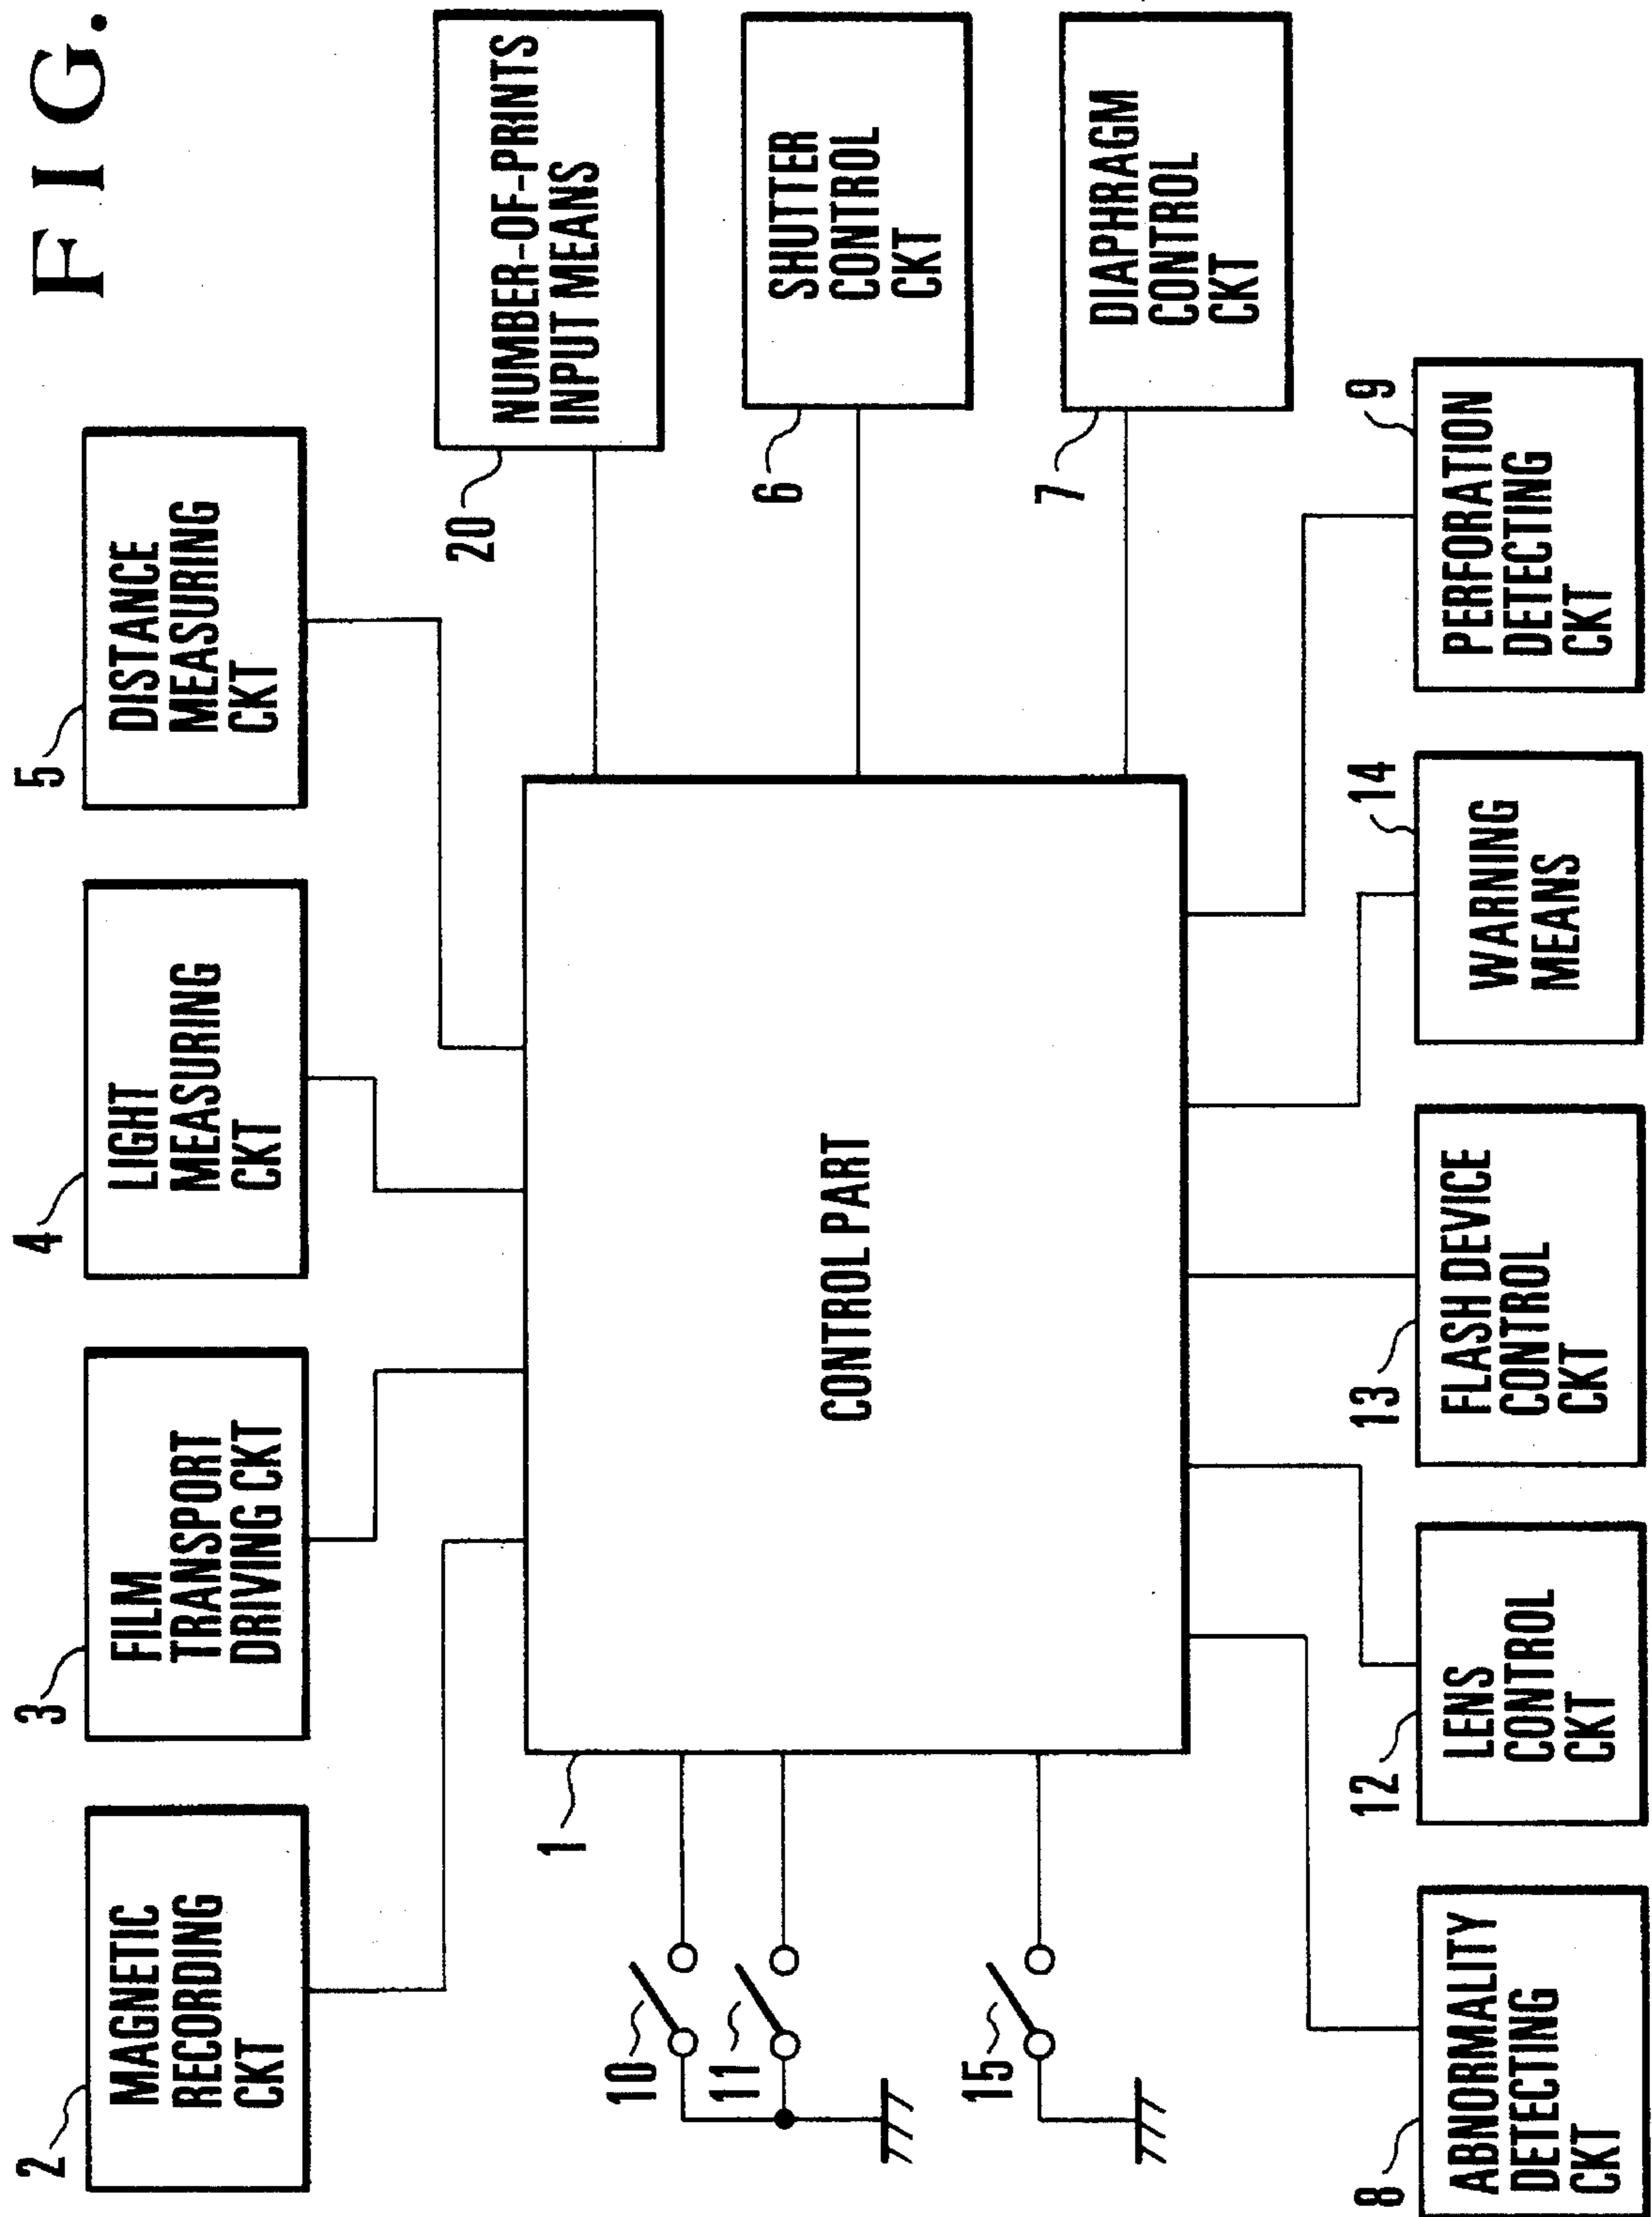 FIG.
2
MAGNETIC
RECORDING
CKT
3
FILM
TRANSPORT
DRIVING CKT
4
LIGHT
MEASURING
CKT
5
DISTANCE
MEASURING
CKT
20
NUMBER-OF-PRINTS
INPUT MEANS
6
SHUTTER
CONTROL
CKT
7
DIAPHRAGM
CONTROL
CKT
1
CONTROL PART
10
11
15
8
ABNORMALITY
DETECTING
CKT
12
LENS
CONTROL
CKT
13
FLASH DEVICE
CONTROL
CKT
14
WARNING
MEANS
9
PERFORATION
DETECTING
CKT